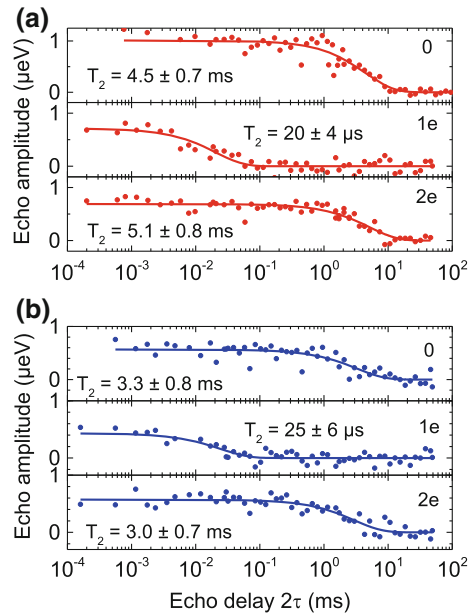 (a)
Echo amplitude (µeV)
1
0
0
T₂ = 4.5 ± 0.7 ms
1
0
1e
T₂ = 20 ± 4 µs
1
0
2e
T₂ = 5.1 ± 0.8 ms
10⁻⁴ 10⁻³ 10⁻² 10⁻¹ 10⁰ 10¹ 10²
(b)
Echo amplitude (µeV)
1
0
0
T₂ = 3.3 ± 0.8 ms
1
0
1e
T₂ = 25 ± 6 µs
1
0
2e
T₂ = 3.0 ± 0.7 ms
10⁻⁴ 10⁻³ 10⁻² 10⁻¹ 10⁰ 10¹ 10²
Echo delay 2τ (ms)